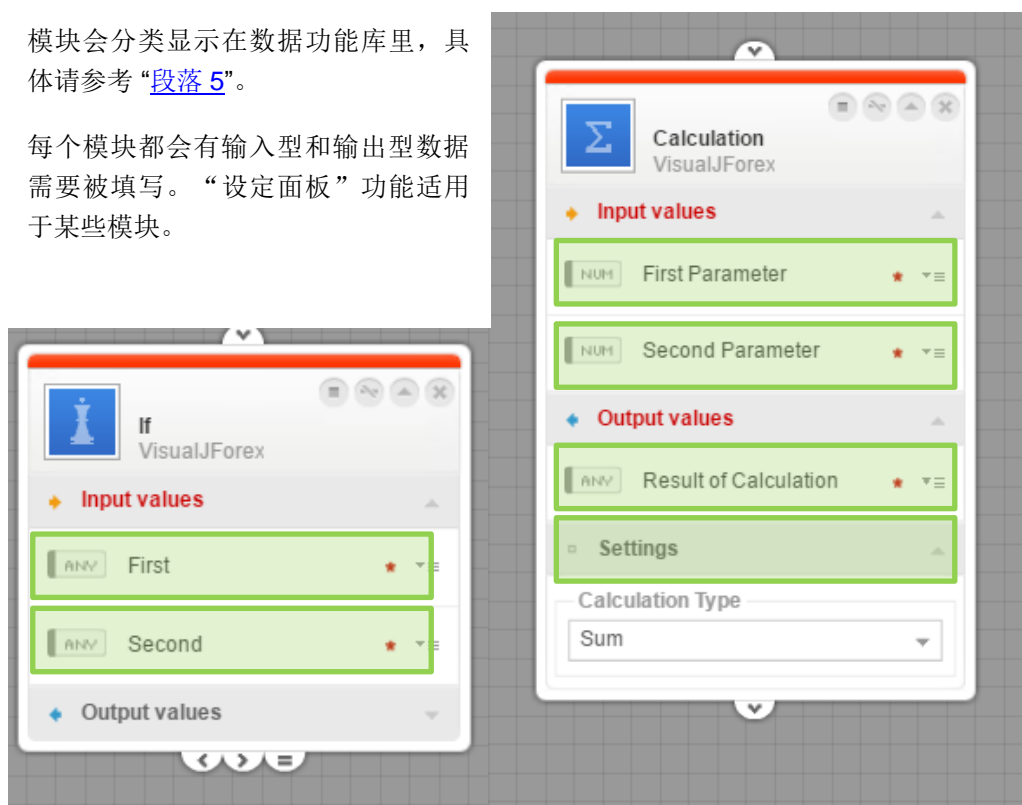 模块会分类显示在数据功能库里，具
体请参考 “段落 5”。
每个模块都会有输入型和输出型数据
需要被填写。“设定面板”功能适用
于某些模块。
If
VisualJForex
Input values
ANY First
ANY Second
Output values
Calculation
VisualJForex
Input values
NUM First Parameter
NUM Second Parameter
Output values
ANY Result of Calculation
Settings
Calculation Type
Sum